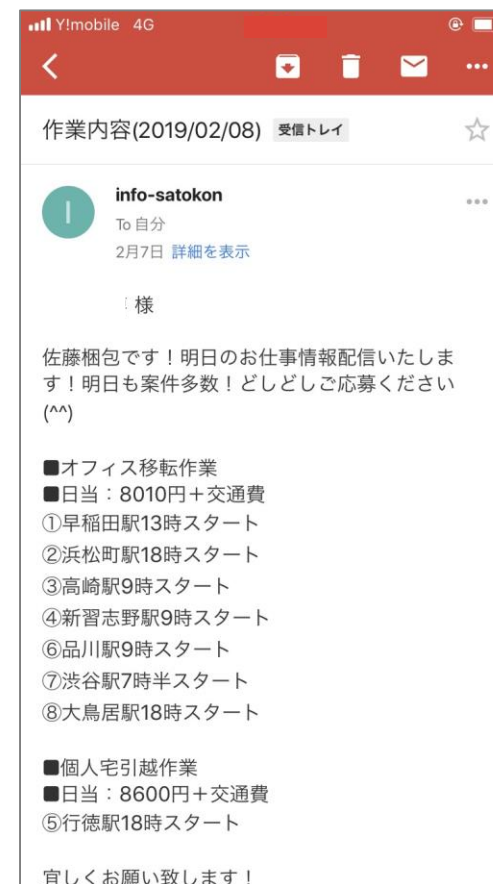 Y!mobile 4G
作業内容(2019/02/08) 受信トレイ
I
info-satokon
To 自分
2月7日 詳細を表示
様
佐藤梱包です！明日のお仕事情報配信いたしま
す！明日も案件多数！どしどしご応募ください
(^^)
■オフィス移転作業
■日当：8010円＋交通費
①早稲田駅13時スタート
②浜松町駅18時スタート
③高崎駅9時スタート
④新習志野駅9時スタート
⑥品川駅9時スタート
⑦渋谷駅7時半スタート
⑧大鳥居駅18時スタート
■個人宅引越作業
■日当：8600円＋交通費
⑤行徳駅18時スタート
宜しくお願い致します！